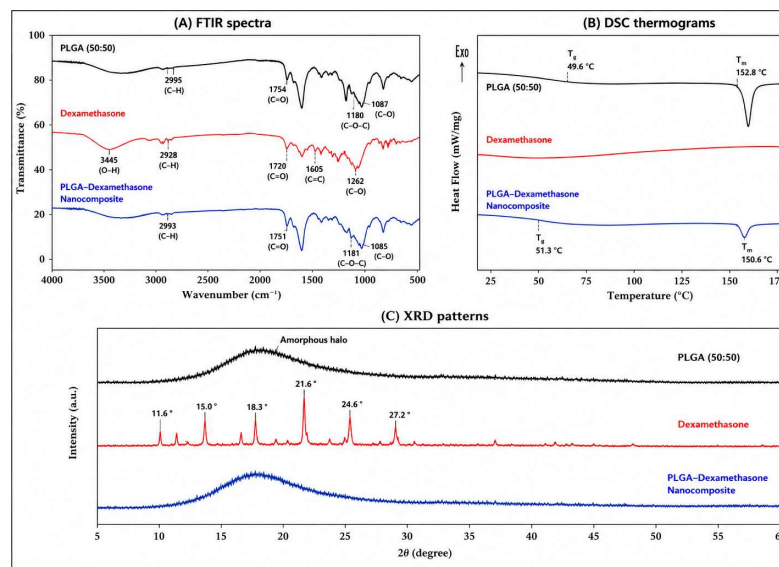 (A) FTIR spectra
PLGA (50:50)
100
80
60
40
20
0
Transmittance (%)
2995
(C–H)
1754
(C=O)
1180
(C–O–C)
1087
(C–O)
Dexamethasone
3445
(O–H)
2928
(C–H)
1720
(C=O)
1605
(C=C)
1262
(C–O)
PLGA–Dexamethasone
Nanocomposite
2993
(C–H)
1751
(C=O)
1181
(C–O–C)
1085
(C–O)
4000 3500 3000 2500 2000 1500 1000 500
Wavenumber (cm⁻¹)
(B) DSC thermograms
Exo
Heat Flow (mW/mg)
Tg
49.6 °C
Tm
152.8 °C
PLGA (50:50)
Dexamethasone
PLGA–Dexamethasone
Nanocomposite
Tg
51.3 °C
Tm
150.6 °C
25 50 75 100 125 150 17
Temperature (°C)
(C) XRD patterns
Amorphous halo
PLGA (50:50)
Intensity (a.u.)
11.6 °
15.0 °
18.3 °
21.6 °
24.6 °
27.2 °
Dexamethasone
PLGA–Dexamethasone
Nanocomposite
5 10 15 20 25 30 35 40 45 50 55 60
2θ (degree)